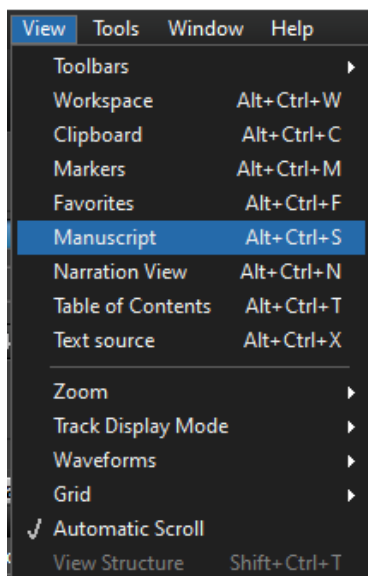 View Tools Window Help
Toolbars
Workspace Alt+Ctrl+W
Clipboard Alt+Ctrl+C
Markers Alt+Ctrl+M
Favorites Alt+Ctrl+F
Manuscript Alt+Ctrl+S
Narration View Alt+Ctrl+N
Table of Contents Alt+Ctrl+T
Text source Alt+Ctrl+X
Zoom
Track Display Mode
Waveforms
Grid
Automatic Scroll
View Structure Shift+Ctrl+T